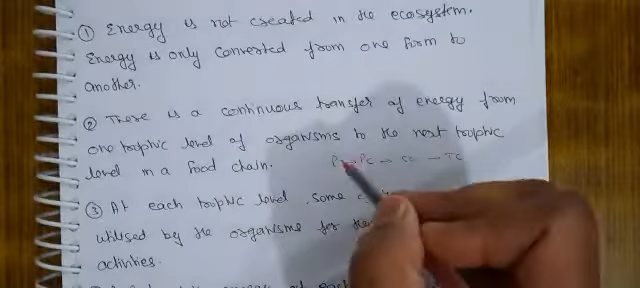 ① Energy is not created in the ecosystem.
Energy is only converted from one form to
another.
② There is a continuous transfer of energy from
one trophic level of organisms to the next trophic
level in a food chain. PC - SC - TC
③ At each trophic level, some
utilised by the organisms for
activities.